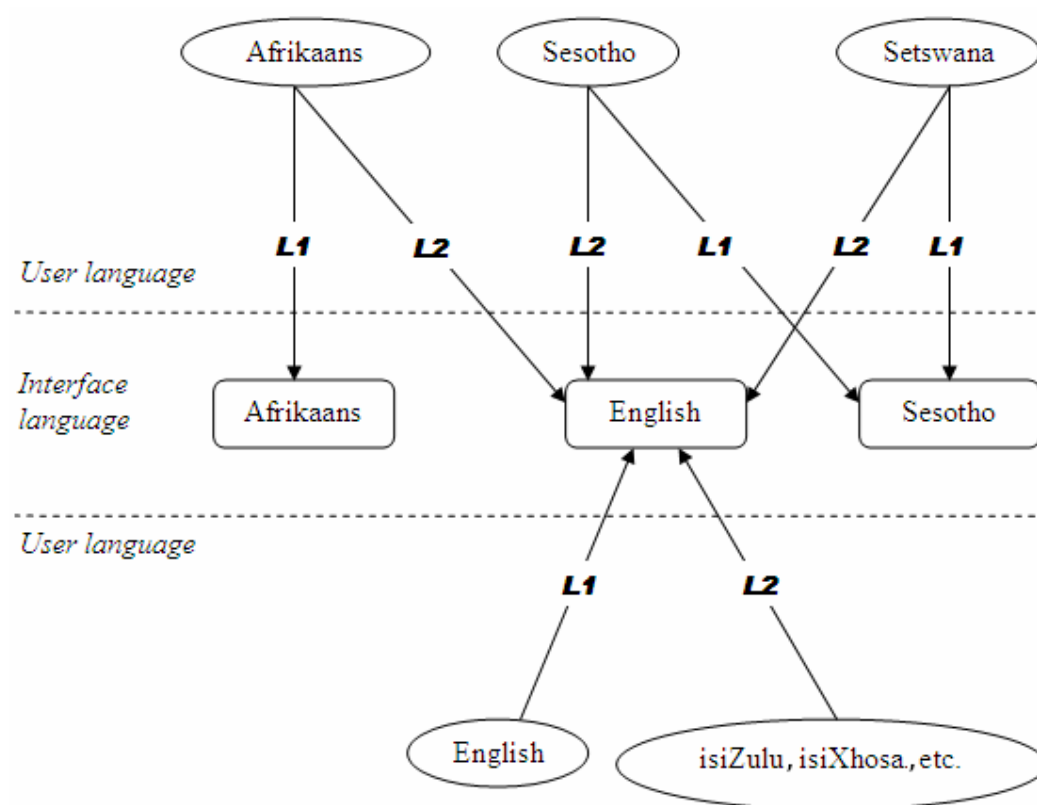 Afrikaans
Sesotho
Setswana
L1
L2
L2
L1
L2
L1
User language
Interface
language
Afrikaans
English
Sesotho
User language
L1
L2
English
isiZulu, isiXhosa., etc.